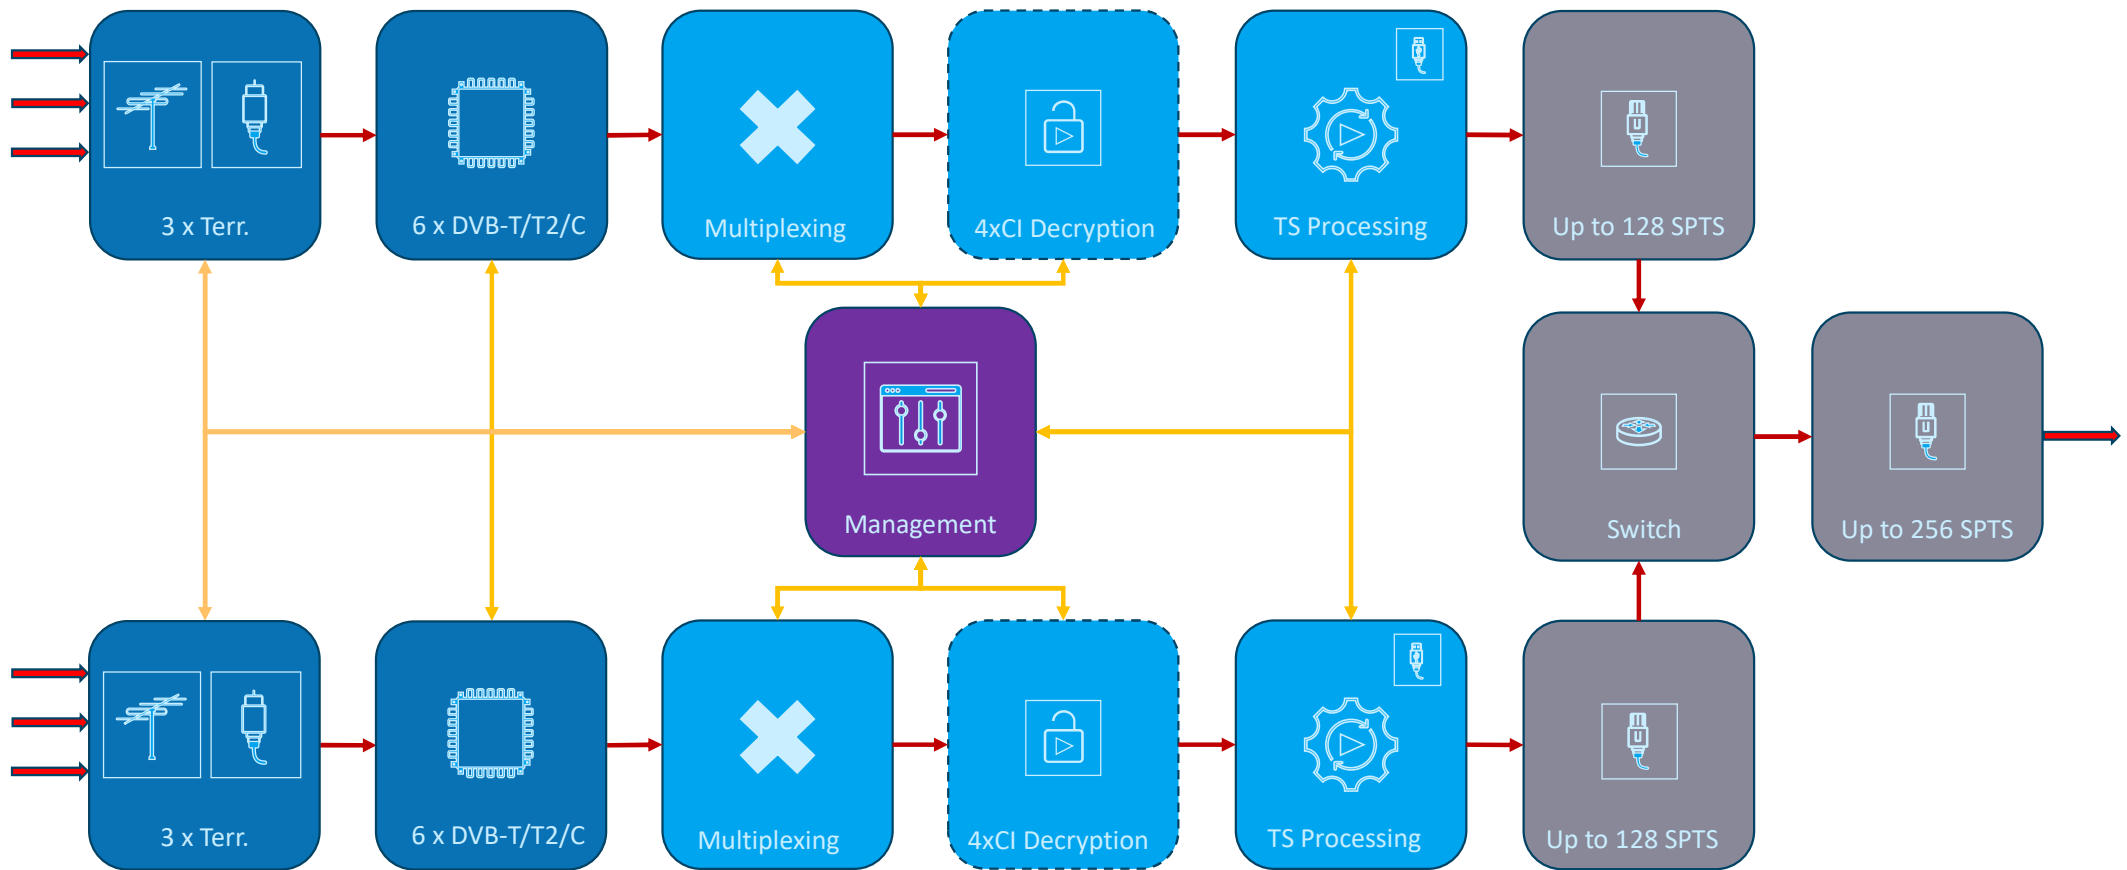 3 x Terr.
6 x DVB-T/T2/C
Multiplexing
4xCI Decryption
TS Processing
Up to 128 SPTS
Management
Switch
Up to 256 SPTS
3 x Terr.
6 x DVB-T/T2/C
Multiplexing
4xCI Decryption
TS Processing
Up to 128 SPTS